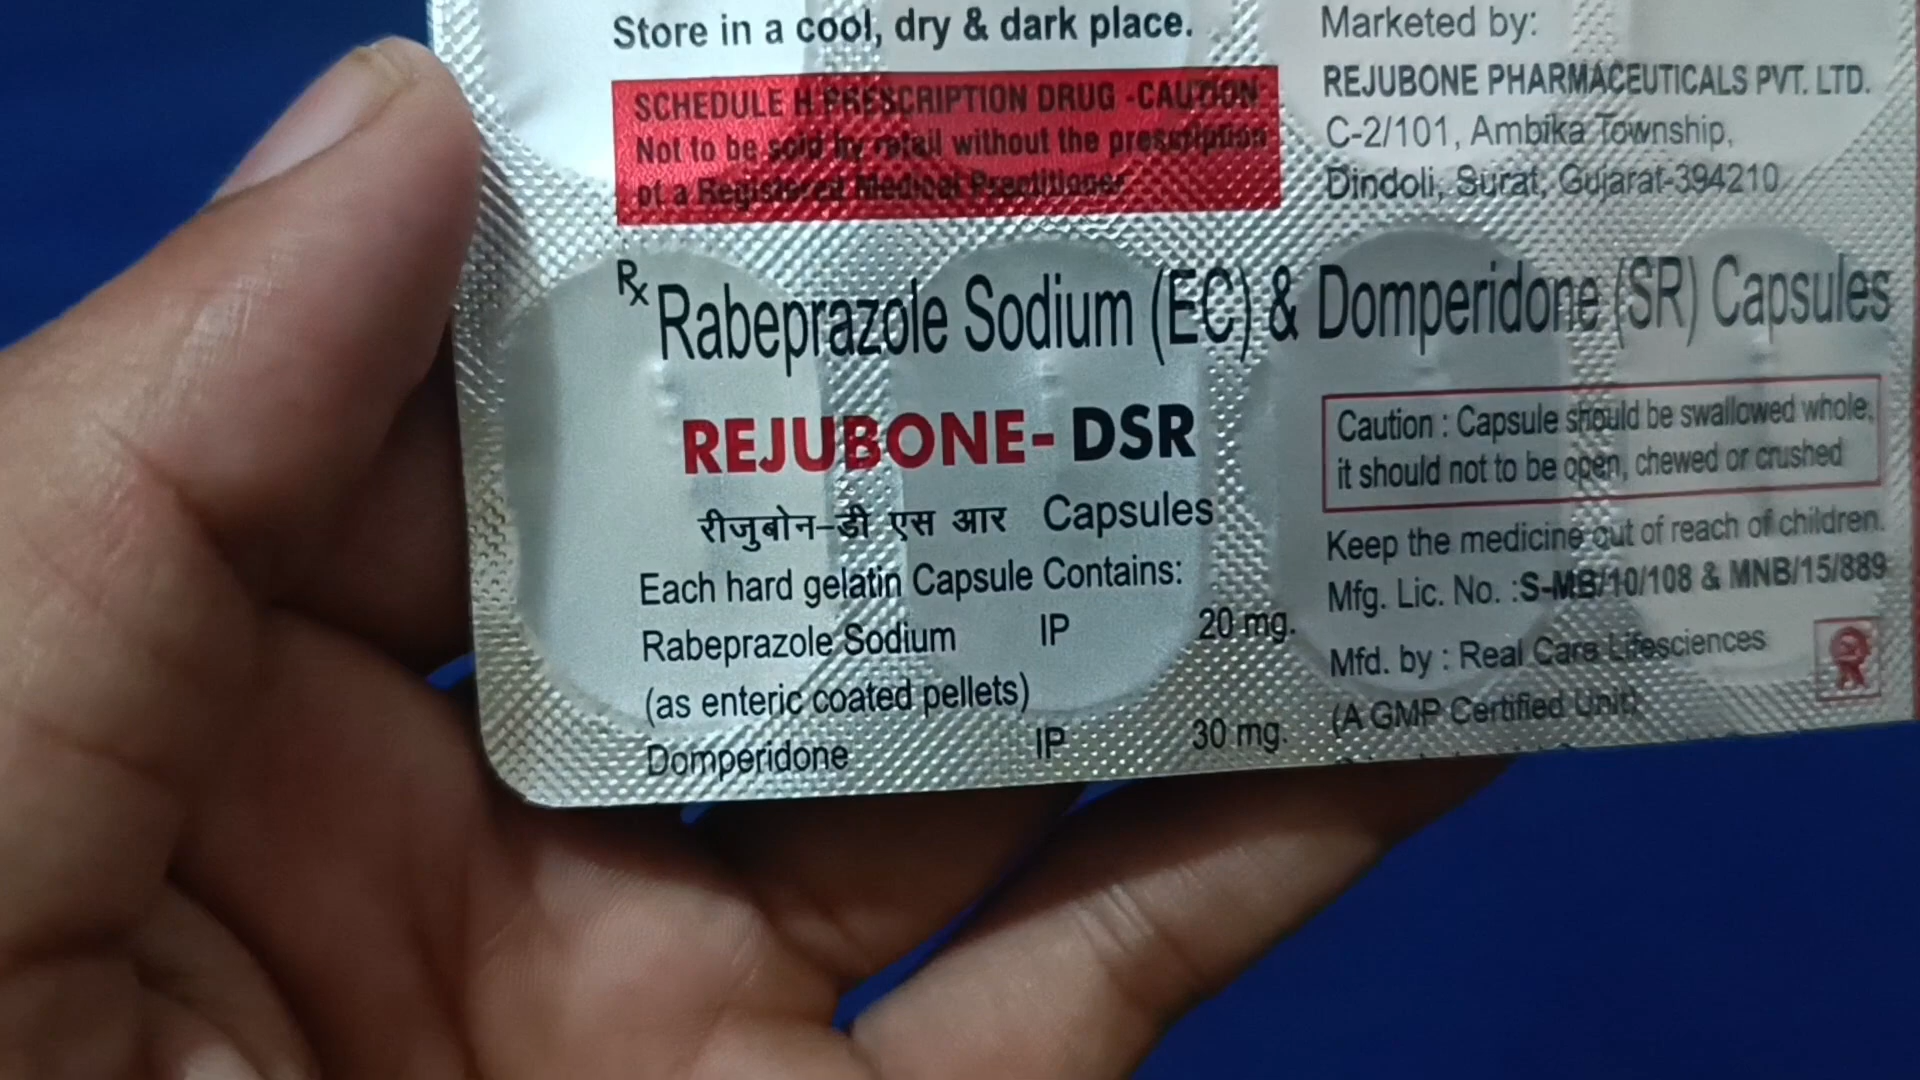 Store in a cool, dry & dark place.
SCHEDULE H PRESCRIPTION DRUG -CAUTION
Not to be sold by retail without the prescription
of a Registered Medical Practitioner
Marketed by:
REJUBONE PHARMACEUTICALS PVT. LTD.
C-2/101, Ambika Township,
Dindoli, Surat, Gujarat-394210
Rx Rabeprazole Sodium (EC) & Domperidone (SR) Capsules
REJUBONE- DSR
रीजुबोन-डी एस आर Capsules
Each hard gelatin Capsule Contains:
Rabeprazole Sodium IP 20 mg.
(as enteric coated pellets)
Domperidone IP 30 mg.
Caution : Capsule should be swallowed whole,
it should not to be open, chewed or crushed
Keep the medicine out of reach of children.
Mfg. Lic. No. :S-MB/10/108 & MNB/15/889
Mfd. by : Real Care Lifesciences
(A GMP Certified Unit)